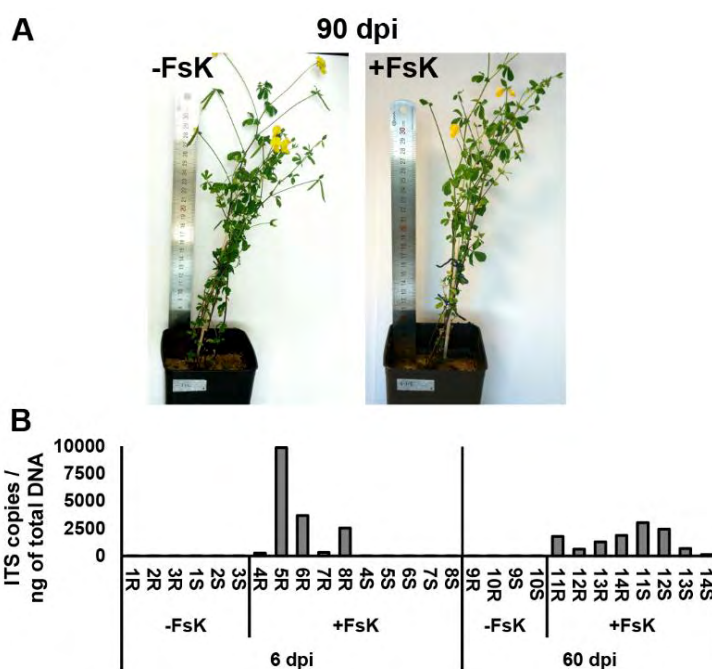 A
90 dpi
-FsK
+FsK
B
ITS copies /
ng of total DNA
10000
7500
5000
2500
0
1R
2R
3R
1S
2S
3S
4R
5R
6R
7R
8R
4S
5S
6S
7S
8S
9R
10R
9S
10S
11R
12R
13R
14R
11S
12S
13S
14S
-FsK
+FsK
-FsK
+FsK
6 dpi
60 dpi